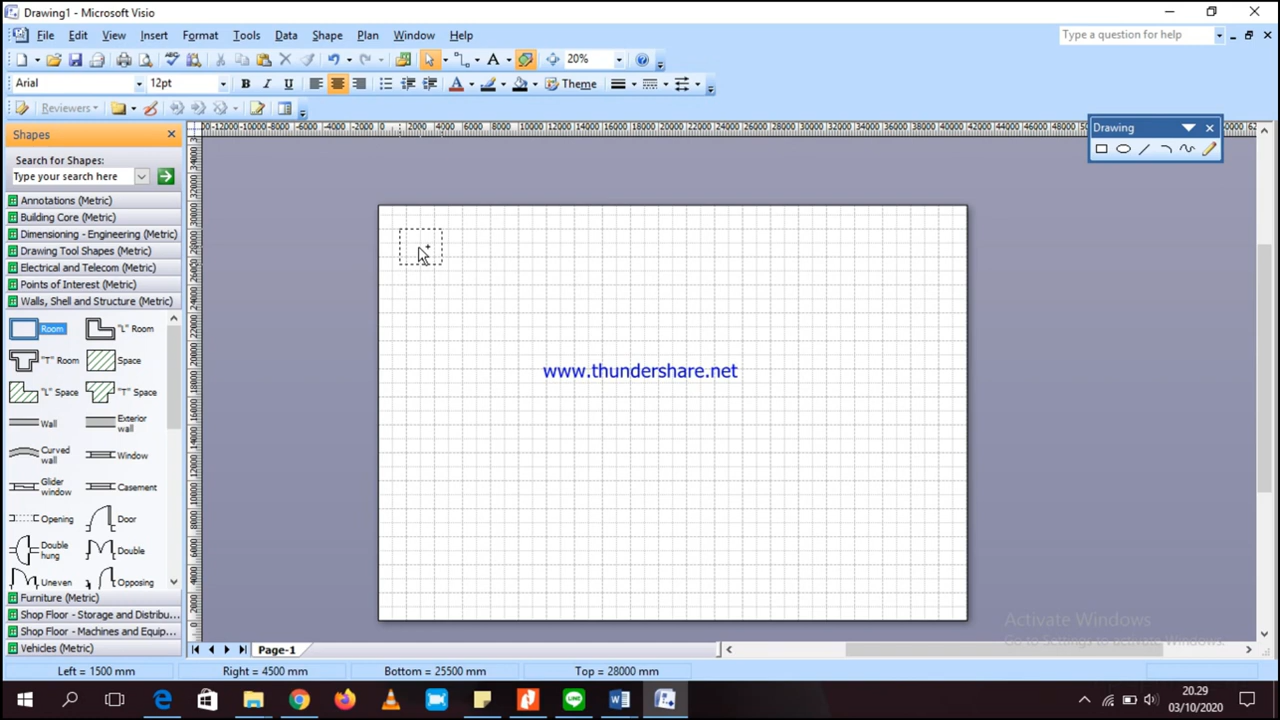 Drawing1 - Microsoft Visio
File Edit View Insert Format Tools Data Shape Plan Window Help
Type a question for help
20%
Arial 12pt B I U Theme
Reviewers
Shapes
Drawing
Search for Shapes:
Type your search here
Annotations (Metric)
Building Core (Metric)
Dimensioning - Engineering (Metric)
Drawing Tool Shapes (Metric)
Electrical and Telecom (Metric)
Points of Interest (Metric)
Walls, Shell and Structure (Metric)
Room "L" Room
"T" Room Space
"L" Space "T" Space
Wall Exterior wall
Curved wall Window
Glider window Casement
Opening Door
Double hung Double
Uneven Opposing
Furniture (Metric)
Shop Floor - Storage and Distribu...
Shop Floor - Machines and Equip...
Vehicles (Metric)
www.thundershare.net
Activate Windows
Go to Settings to activate Windows.
Page-1
Left = 1500 mm Right = 4500 mm Bottom = 25500 mm Top = 28000 mm
20.29
03/10/2020